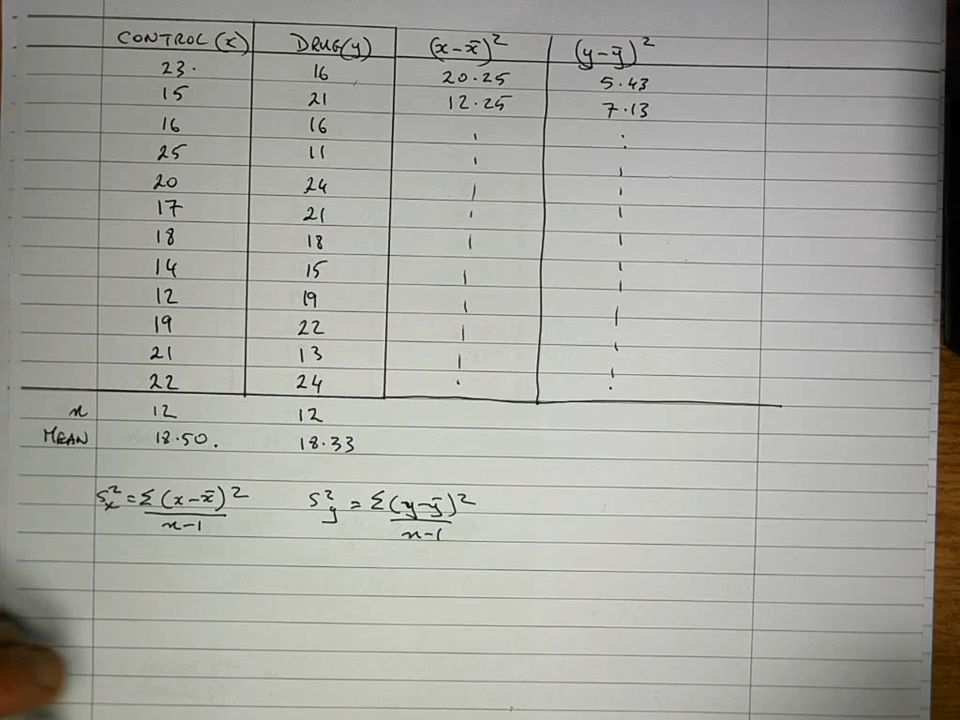 CONTROL (x) DRUG(y) (x-x̄)² (y-ȳ)²
23. 16 20.25 5.43
15 21 12.25 7.13
16 16
25 11
20 24
17 21
18 18
14 15
12 19
19 22
21 13
22 24
n 12 12
MEAN 18.50. 18.33
S²x = Σ(x-x̄)² / n-1 S²y = Σ(y-ȳ)² / n-1